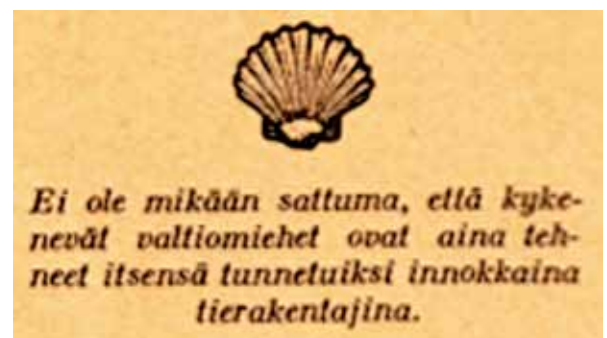 Ei ole mikään sattuma, että kyke-
nevät valtiomiehet ovat aina teh-
neet itsensä tunnetuiksi innokkaina
tierakentajina.